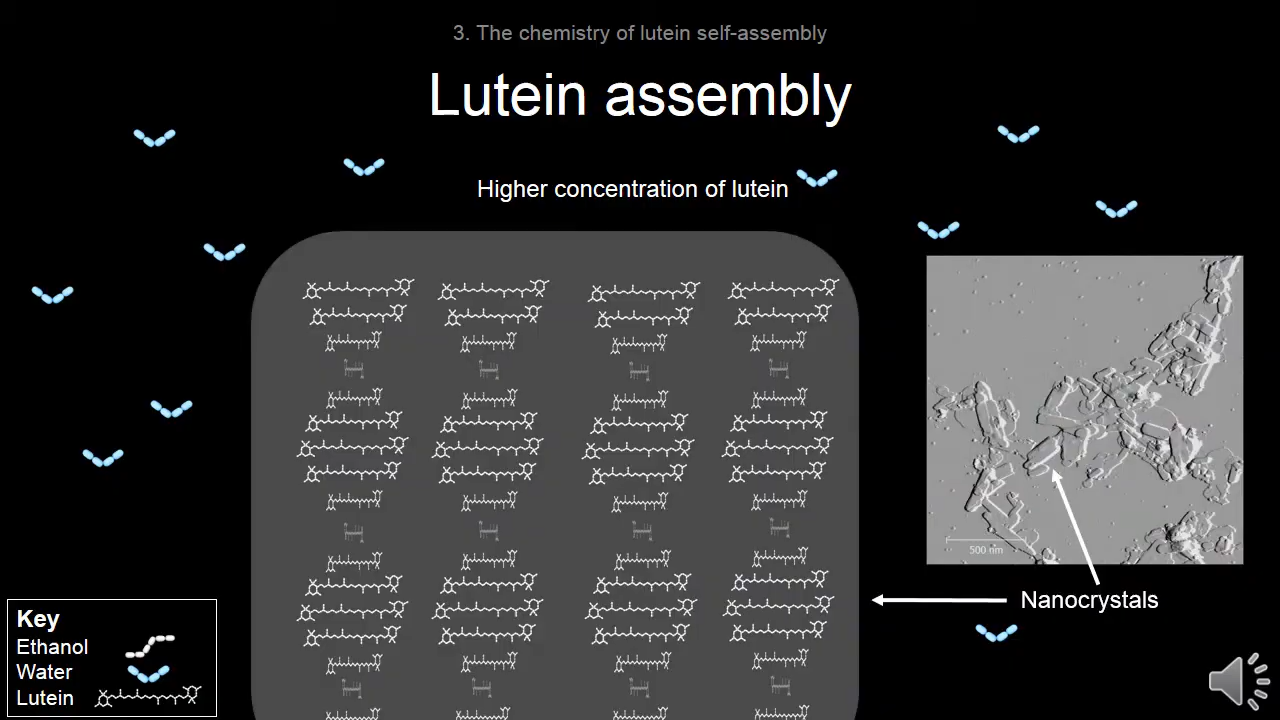 3. The chemistry of lutein self-assembly
Lutein assembly
Higher concentration of lutein
500 nm
Nanocrystals
Key
Ethanol
Water
Lutein